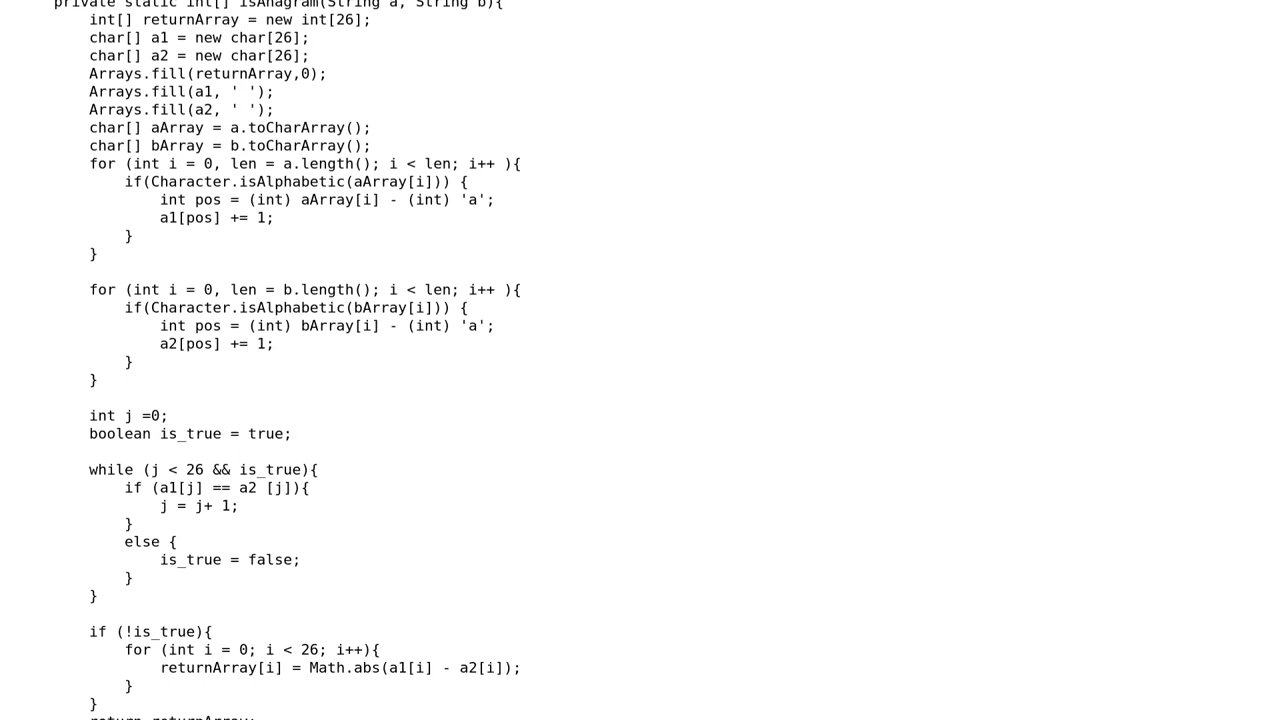 private static int[] isAnagram(String a, String b){
int[] returnArray = new int[26];
char[] a1 = new char[26];
char[] a2 = new char[26];
Arrays.fill(returnArray,0);
Arrays.fill(a1, ' ');
Arrays.fill(a2, ' ');
char[] aArray = a.toCharArray();
char[] bArray = b.toCharArray();
for (int i = 0, len = a.length(); i < len; i++ ){
if(Character.isAlphabetic(aArray[i])) {
int pos = (int) aArray[i] - (int) 'a';
a1[pos] += 1;
}
}
for (int i = 0, len = b.length(); i < len; i++ ){
if(Character.isAlphabetic(bArray[i])) {
int pos = (int) bArray[i] - (int) 'a';
a2[pos] += 1;
}
}
int j =0;
boolean is_true = true;
while (j < 26 && is_true){
if (a1[j] == a2 [j]){
j = j+ 1;
}
else {
is_true = false;
}
}
if (!is_true){
for (int i = 0; i < 26; i++){
returnArray[i] = Math.abs(a1[i] - a2[i]);
}
}
return returnArray;